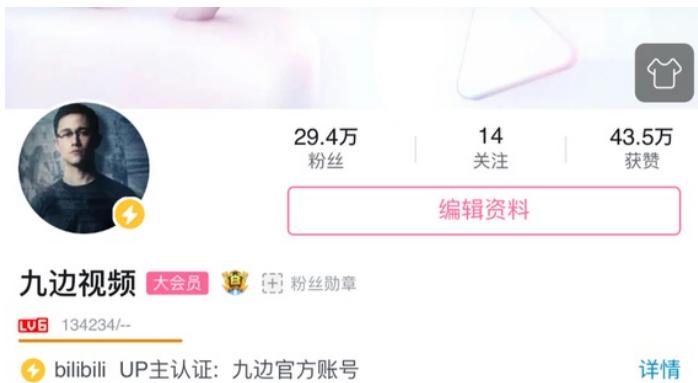 29.4万 14 43.5万
粉丝 关注 获赞
编辑资料
九边视频 大会员 粉丝勋章
LV6 134234/--
bilibili UP主认证: 九边官方账号 详情